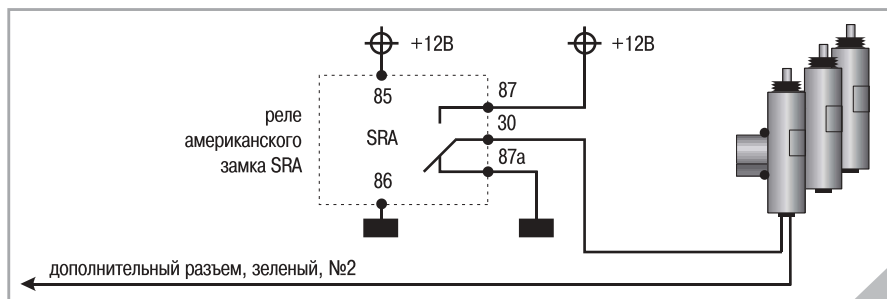 +12В
+12В
85
87
реле
американского
замка SRA
SRA
30
87а
86
дополнительный разъем, зеленый, №2